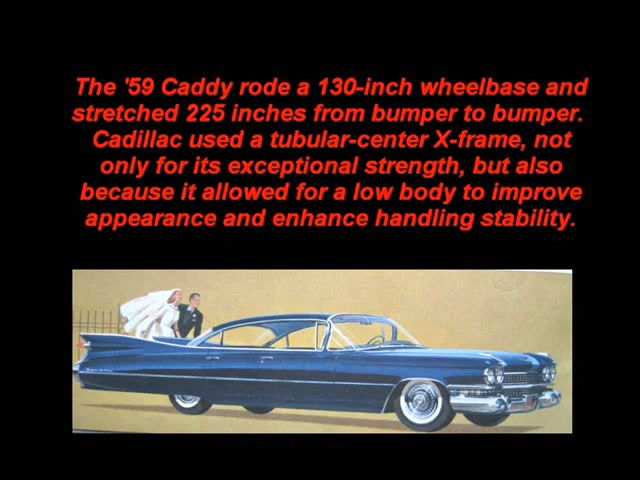 The '59 Caddy rode a 130-inch wheelbase and
stretched 225 inches from bumper to bumper.
Cadillac used a tubular-center X-frame, not
only for its exceptional strength, but also
because it allowed for a low body to improve
appearance and enhance handling stability.